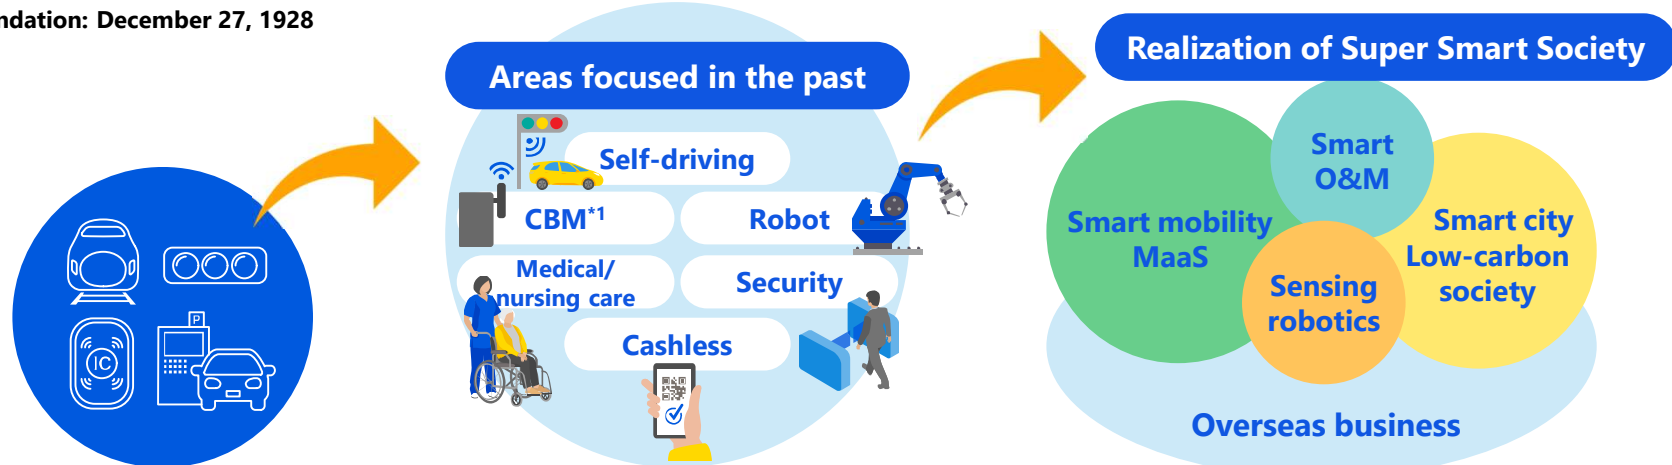 ndation: December 27, 1928
Areas focused in the past
Self-driving
CBM*1
Robot
Medical/
nursing care
Security
Cashless
P
IC
Realization of Super Smart Society
Smart
O&M
Smart mobility
MaaS
Smart city
Low-carbon
society
Sensing
robotics
Overseas business